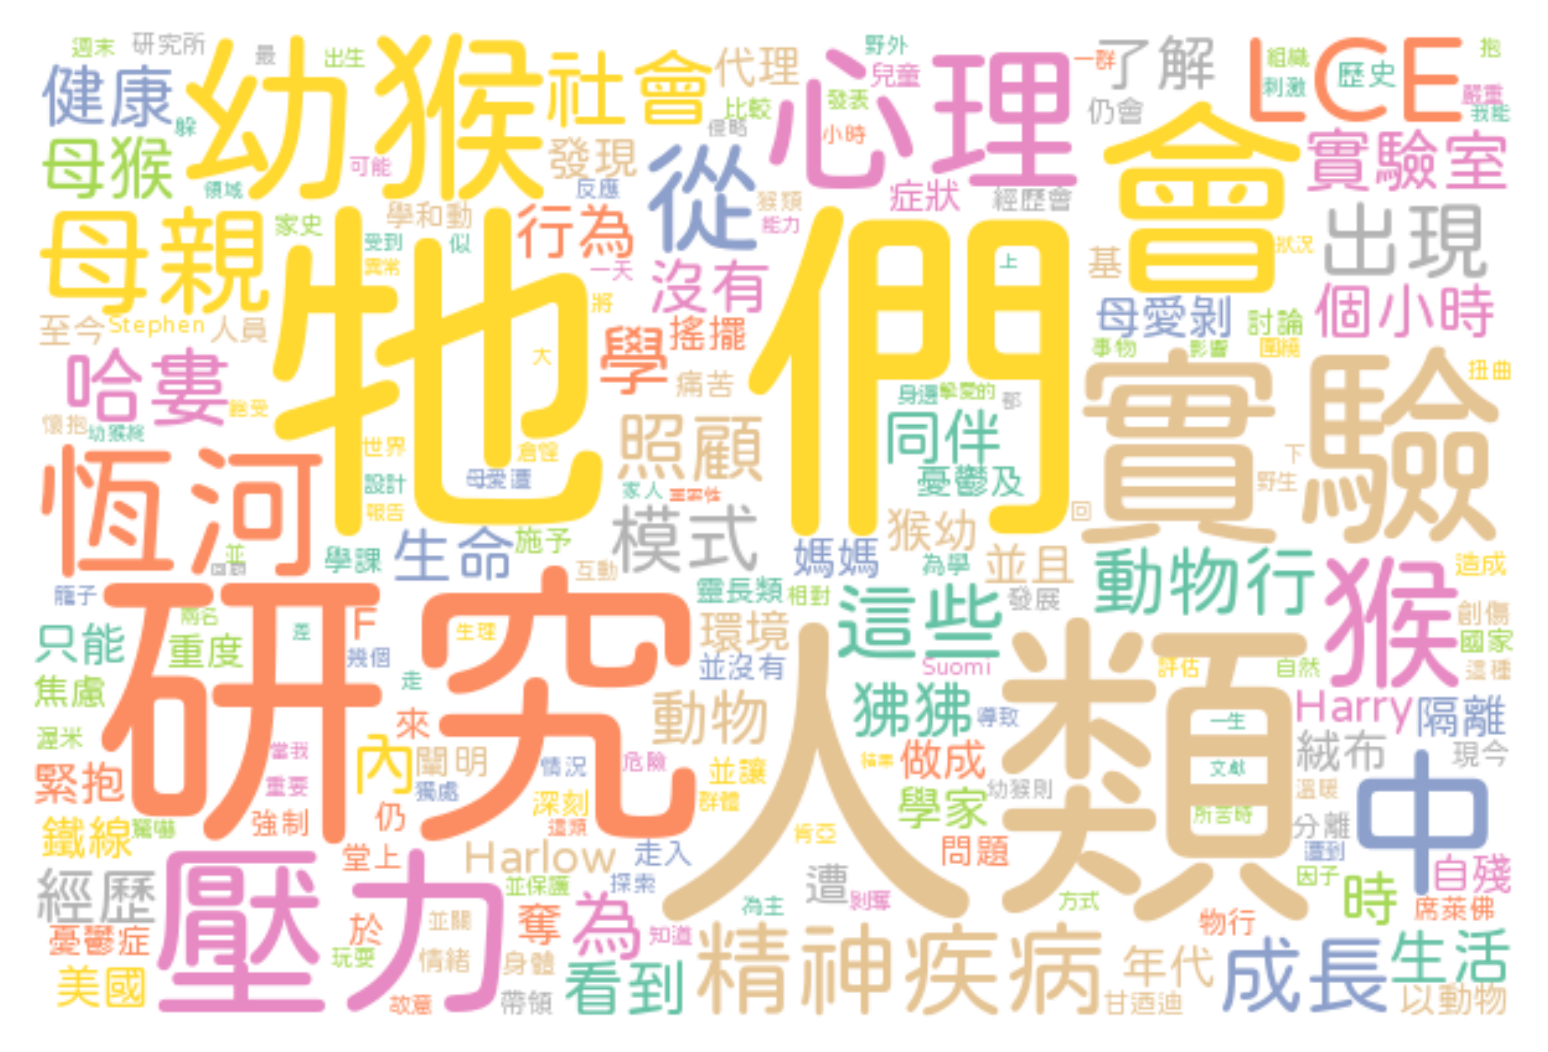 週末 研究所 最 出生 野外 一群 了解 LCE 組織 歷史 抱
健康 幼猴 社會 代理 心理 兒童 刺激 嚴重
躲 比較 發表 仍會 我能
母猴 可能 發現 侵略 小時 會 實驗室
領域 反應 從 猴類 症狀 經歷會
母親 家史 學和動 行為 能力 出現
受到 似 牠 們 上 狀況
異常 一天 沒有 基 個小時
至今 Stephen 人員 將 母愛剝 討論
哈婁 大 學 搖擺 事物 影響 圍繞
痛苦 實驗 扭曲
懷抱 飽受 身邊 摯愛的 都
幼猴 世界 照顧 同伴 下
恆河 母愛遭 憂鬱及 野生
設計 家人
報告 模式 猴幼 回
並 學課 生命 施予 媽媽 為學 並且 動物行 猴 造成
籠子 研究 互動 靈長類 相對 這些 發展 創傷
只能 兩名 差 F 生理 環境 國家
重度 幾個 並沒有 Suomi 人類 評估 自然 這種
焦慮 走 動物 狒狒 導致 一生 Harry 隔離
渥米 當我 來 絨布 現今
緊抱 內 闡明 情況 危險 並讓 做成 文獻 中
重要 獨處 群體 幼猴則 溫暖
鐵線 驚嚇 強制 仍 深刻 這類 肯亞 學家 所苦時 分離
堂上 Harlow 走入 問題 遭到
經歷 壓力 並保護 探索 遭 剝奪 因子 自殘
憂鬱症 於 並關 奪 為 為主 方式 時 席萊佛
知道 物行
美國 玩耍 情緒 身體 看到 精神疾病 年代 成長 生活
故意 帶領 甘迺迪 以動物